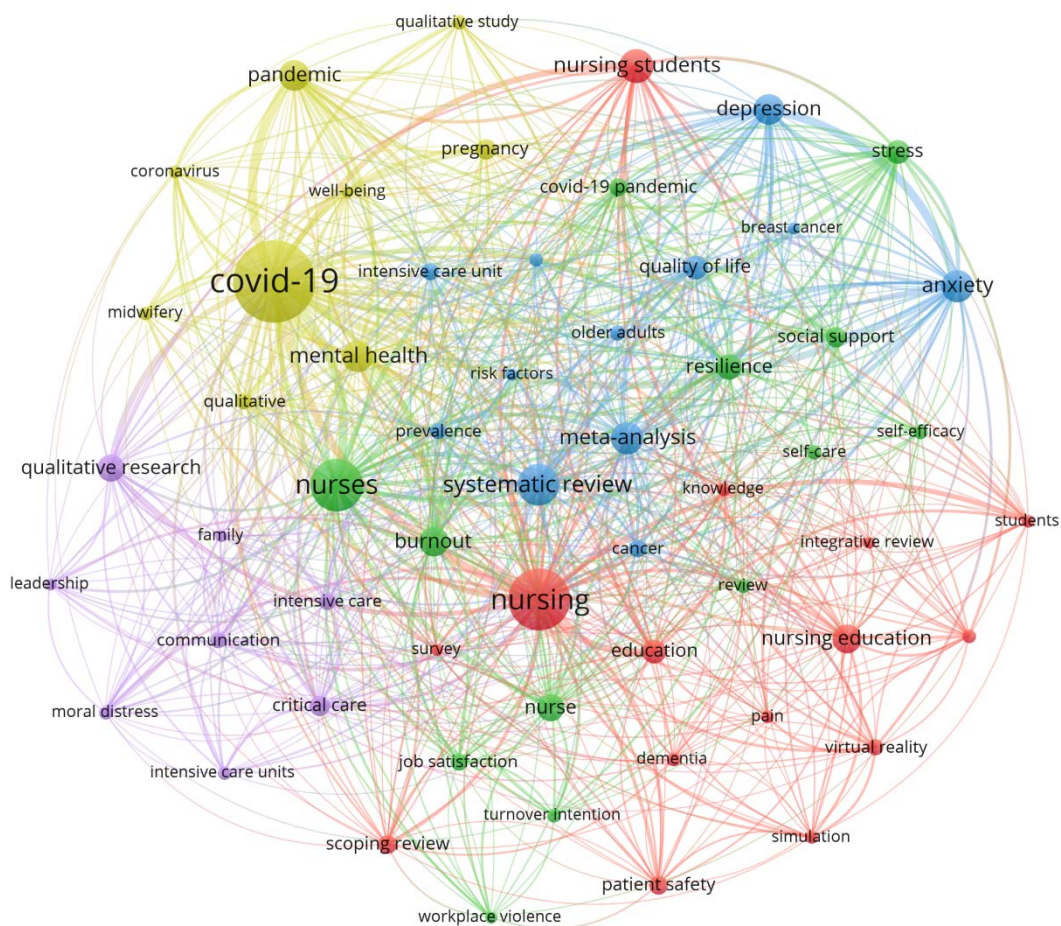 qualitative study
nursing students
pandemic
depression
pregnancy
stress
coronavirus
well-being
covid-19 pandemic
breast cancer
covid-19
intensive care unit
quality of life
anxiety
midwifery
older adults
social support
mental health
risk factors
resilience
qualitative
prevalence
meta-analysis
self-efficacy
self-care
qualitative research
nurses
systematic review
knowledge
students
family
burnout
cancer
integrative review
leadership
review
intensive care
nursing
communication
survey
education
nursing education
critical care
nurse
moral distress
pain
virtual reality
job satisfaction
dementia
intensive care units
turnover intention
simulation
scoping review
patient safety
workplace violence